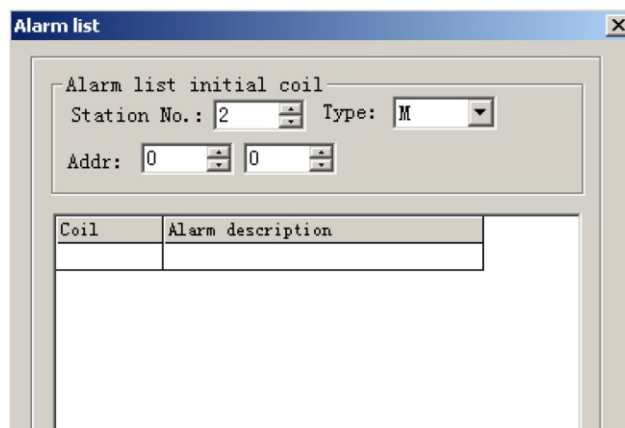 Alarm list
Alarm list initial coil
Station No.: 2 Type: M
Addr: 0 0
Coil Alarm description